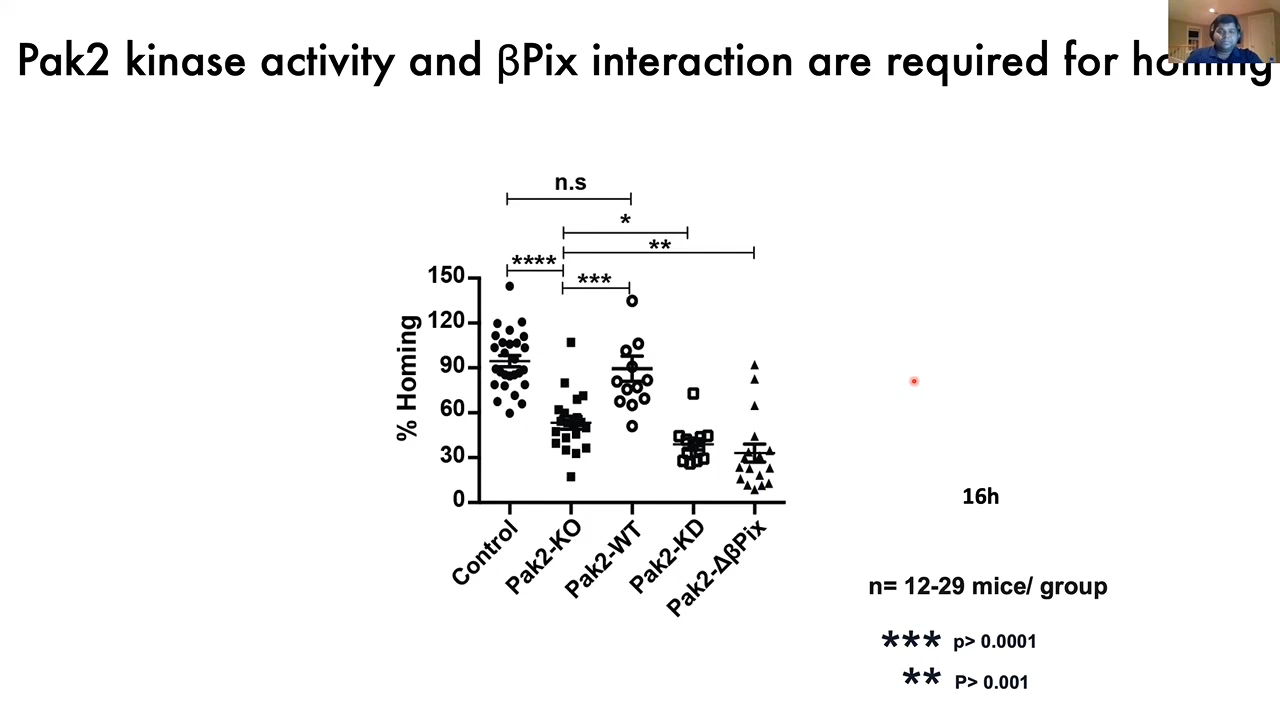 Pak2 kinase activity and βPix interaction are required for homing
n.s
*
**
****
***
150
120
90
60
30
0
% Homing
Control
Pak2-KO
Pak2-WT
Pak2-KD
Pak2-ΔβPix
16h
n= 12-29 mice/ group
*** p> 0.0001
** P> 0.001